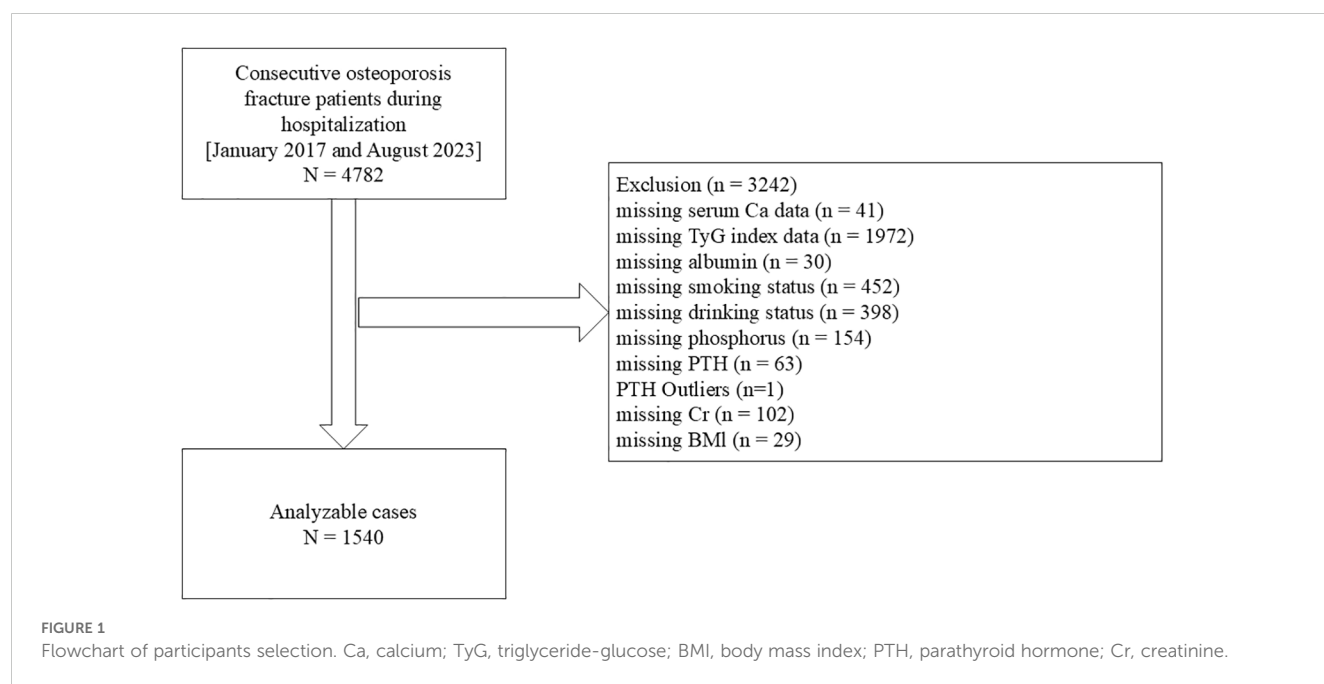 Consecutive osteoporosis
fracture patients during
hospitalization
[January 2017 and August 2023]
N = 4782
Exclusion (n = 3242)
missing serum Ca data (n = 41)
missing TyG index data (n = 1972)
missing albumin (n = 30)
missing smoking status (n = 452)
missing drinking status (n = 398)
missing phosphorus (n = 154)
missing PTH (n = 63)
PTH Outliers (n=1)
missing Cr (n = 102)
missing BMl (n = 29)
Analyzable cases
N = 1540
FIGURE 1
Flowchart of participants selection. Ca, calcium; TyG, triglyceride-glucose; BMI, body mass index; PTH, parathyroid hormone; Cr, creatinine.